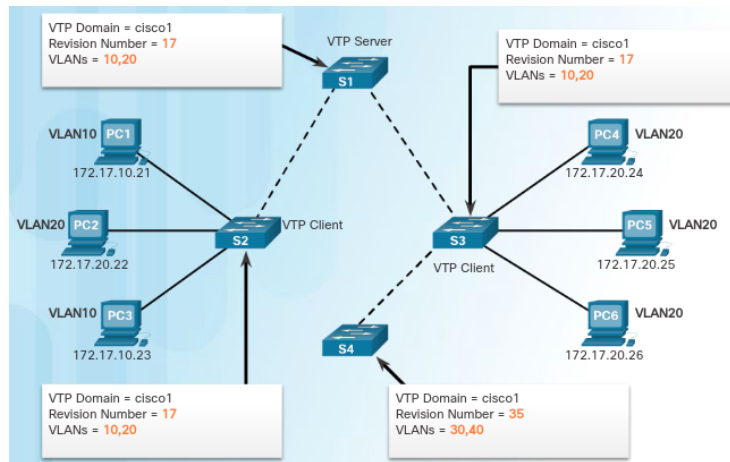 VTP Domain = cisco1
Revision Number = 17
VLANs = 10,20
VTP Server
S1
VTP Domain = cisco1
Revision Number = 17
VLANs = 10,20
VLAN10
PC1
172.17.10.21
PC4
VLAN20
172.17.20.24
VLAN20
PC2
172.17.20.22
S2
VTP Client
S3
VTP Client
PC5
VLAN20
172.17.20.25
VLAN10
PC3
172.17.10.23
S4
PC6
VLAN20
172.17.20.26
VTP Domain = cisco1
Revision Number = 17
VLANs = 10,20
VTP Domain = cisco1
Revision Number = 35
VLANs = 30,40